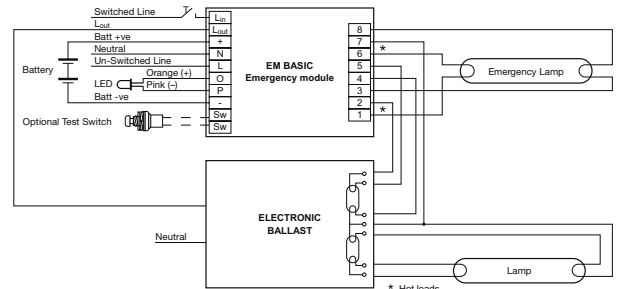 Switched Line
L_in
L_out
L_out
8
Batt +ve
+
7
Neutral
N
EM BASIC
6
*
Un-Switched Line
L
Emergency module
5
Emergency Lamp
Battery
Orange (+)
O
4
LED
Pink (–)
P
3
Batt -ve
-
2
Optional Test Switch
Sw
1
*
Sw
ELECTRONIC
BALLAST
Neutral
Lamp
* Hot leads